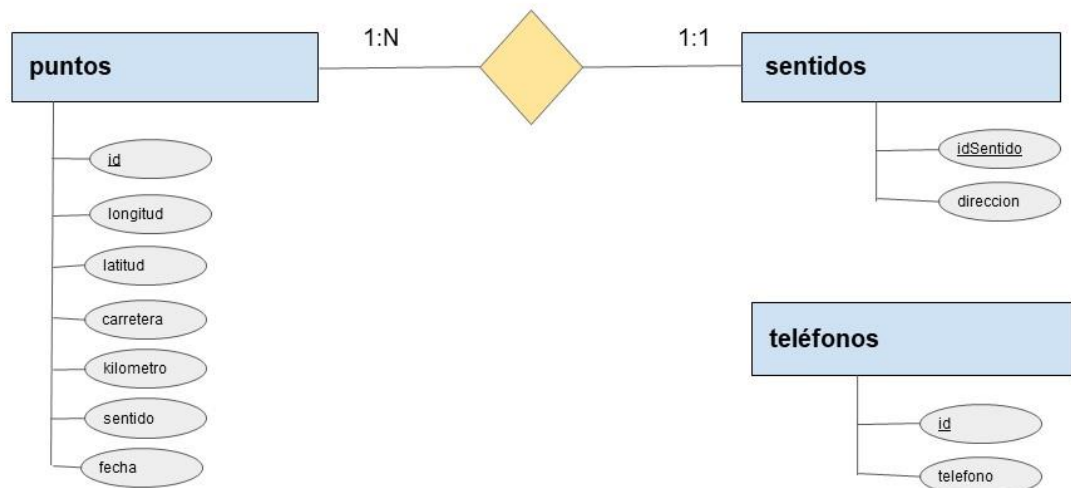 1:N
1:1
puntos
sentidos
id
longitud
latitud
carretera
kilometro
sentido
fecha
idSentido
direccion
teléfonos
id
telefono